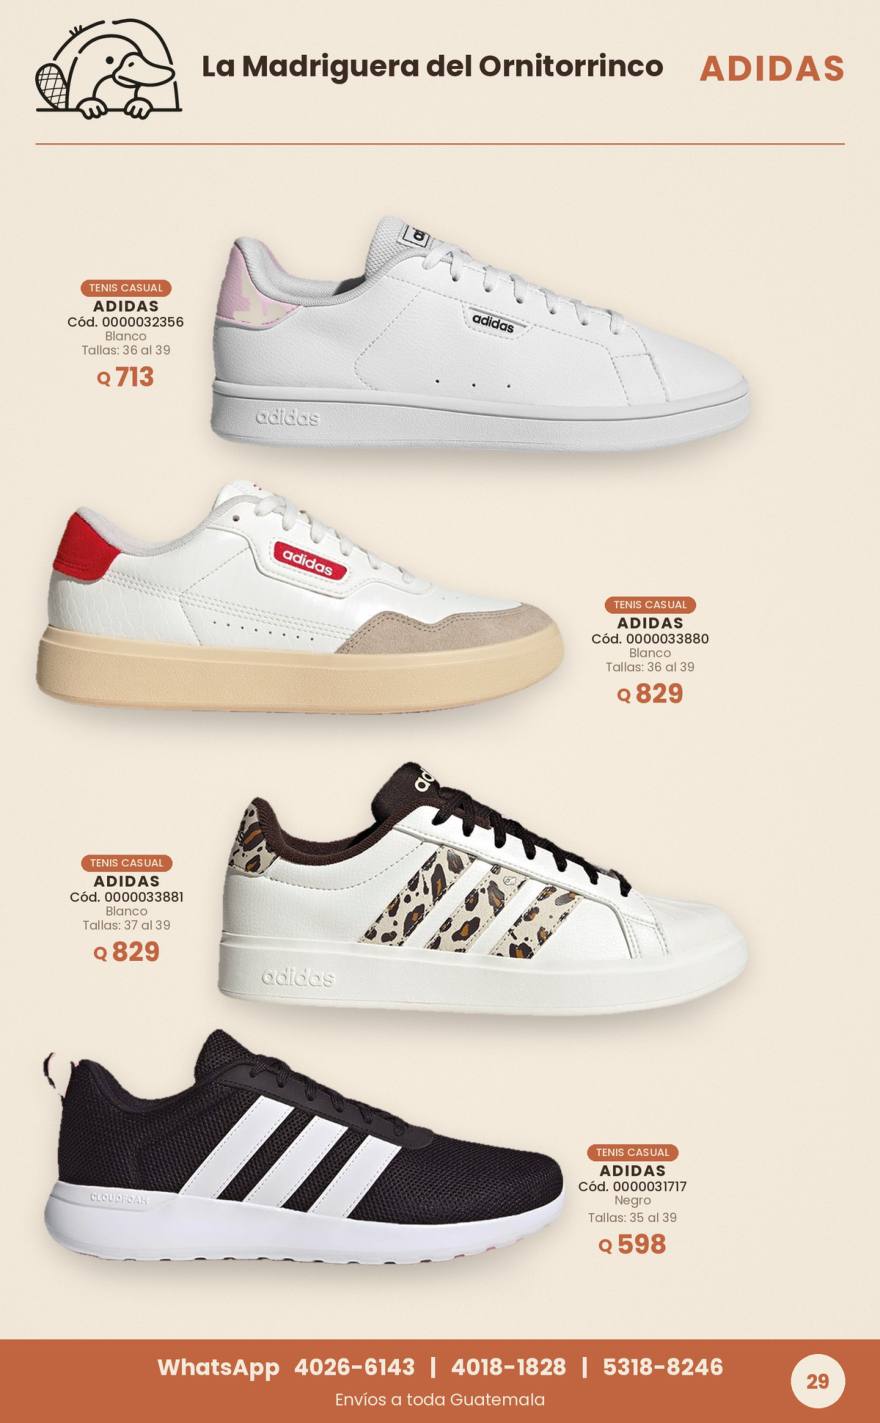 La Madriguera del Ornitorrinco
ADIDAS
TENIS CASUAL
ADIDAS
Cód. 0000032356
Blanco
Tallas: 36 al 39
Q 713
adidas
adidas
adidas
TENIS CASUAL
ADIDAS
Cód. 0000033880
Blanco
Tallas: 36 al 39
Q 829
TENIS CASUAL
ADIDAS
Cód. 0000033881
Blanco
Tallas: 37 al 39
Q 829
adidas
CLOUDFOAM
TENIS CASUAL
ADIDAS
Cód. 0000031717
Negro
Tallas: 35 al 39
Q 598
WhatsApp 4026-6143 | 4018-1828 | 5318-8246
Envíos a toda Guatemala
29